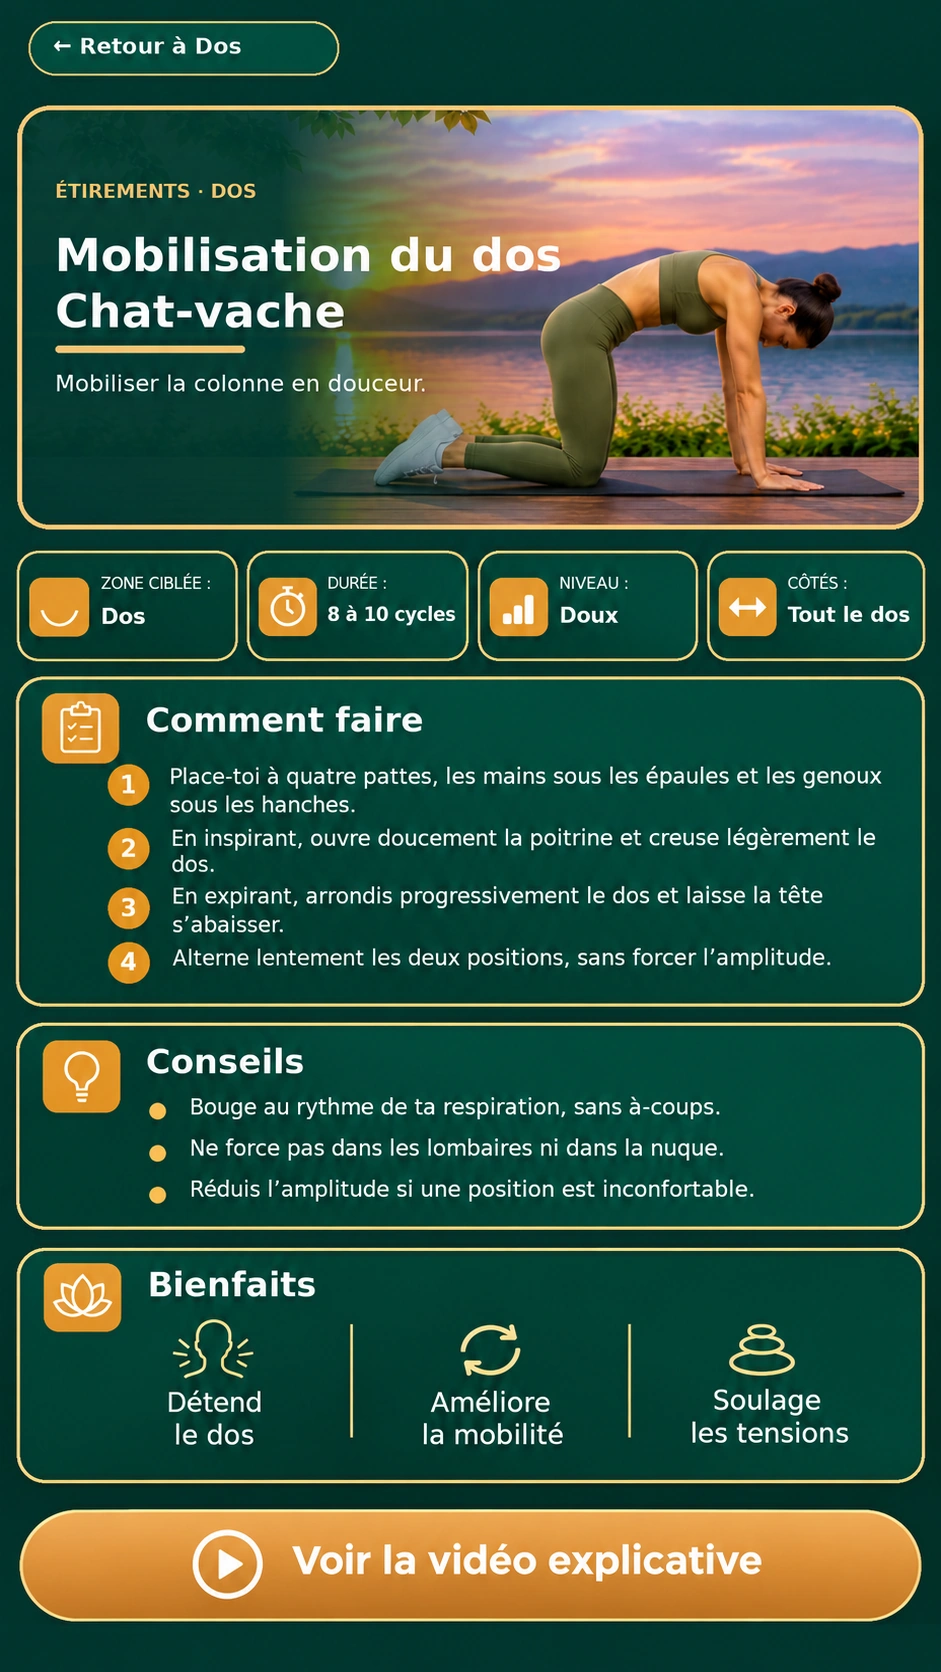 ← Retour à Dos
ÉTIREMENTS · DOS
Mobilisation du dos
Chat-vache
Mobiliser la colonne en douceur.
ZONE CIBLÉE :
Dos
DURÉE :
8 à 10 cycles
NIVEAU :
Doux
CÔTÉS :
Tout le dos
Comment faire
1 Place-toi à quatre pattes, les mains sous les épaules et les genoux
sous les hanches.
2 En inspirant, ouvre doucement la poitrine et creuse légèrement le
dos.
3 En expirant, arrondis progressivement le dos et laisse la tête
s’abaisser.
4 Alterne lentement les deux positions, sans forcer l’amplitude.
Conseils
Bouge au rythme de ta respiration, sans à-coups.
Ne force pas dans les lombaires ni dans la nuque.
Réduis l’amplitude si une position est inconfortable.
Bienfaits
Détend
le dos
Améliore
la mobilité
Soulage
les tensions
Voir la vidéo explicative